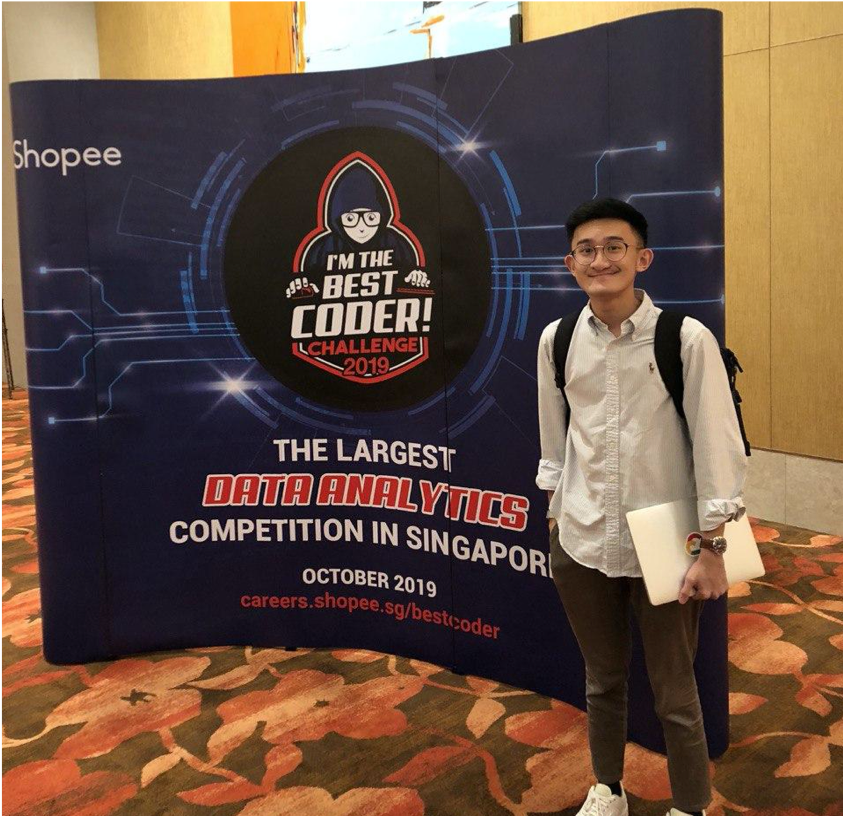 Shopee
I'M THE
BEST
CODER!
CHALLENGE
2019
THE LARGEST
DATA ANALYTICS
COMPETITION IN SINGAPOR
OCTOBER 2019
careers.shopee.sg/bestcoder